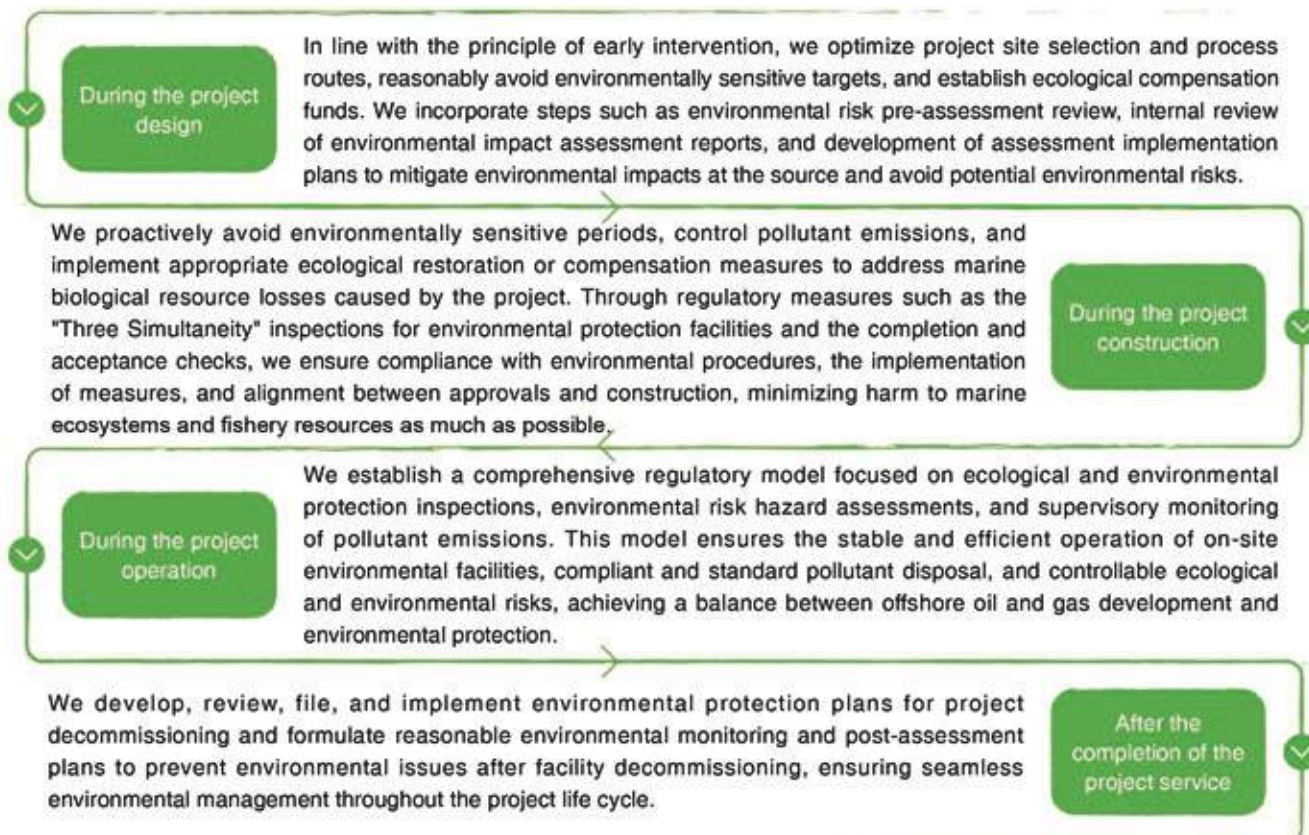 During the project
design
In line with the principle of early intervention, we optimize project site selection and process
routes, reasonably avoid environmentally sensitive targets, and establish ecological compensation
funds. We incorporate steps such as environmental risk pre-assessment review, internal review
of environmental impact assessment reports, and development of assessment implementation
plans to mitigate environmental impacts at the source and avoid potential environmental risks.
We proactively avoid environmentally sensitive periods, control pollutant emissions, and
implement appropriate ecological restoration or compensation measures to address marine
biological resource losses caused by the project. Through regulatory measures such as the
"Three Simultaneity" inspections for environmental protection facilities and the completion and
acceptance checks, we ensure compliance with environmental procedures, the implementation
of measures, and alignment between approvals and construction, minimizing harm to marine
ecosystems and fishery resources as much as possible.
During the project
construction
During the project
operation
We establish a comprehensive regulatory model focused on ecological and environmental
protection inspections, environmental risk hazard assessments, and supervisory monitoring
of pollutant emissions. This model ensures the stable and efficient operation of on-site
environmental facilities, compliant and standard pollutant disposal, and controllable ecological
and environmental risks, achieving a balance between offshore oil and gas development and
environmental protection.
We develop, review, file, and implement environmental protection plans for project
decommissioning and formulate reasonable environmental monitoring and post-assessment
plans to prevent environmental issues after facility decommissioning, ensuring seamless
environmental management throughout the project life cycle.
After the
completion of the
project service